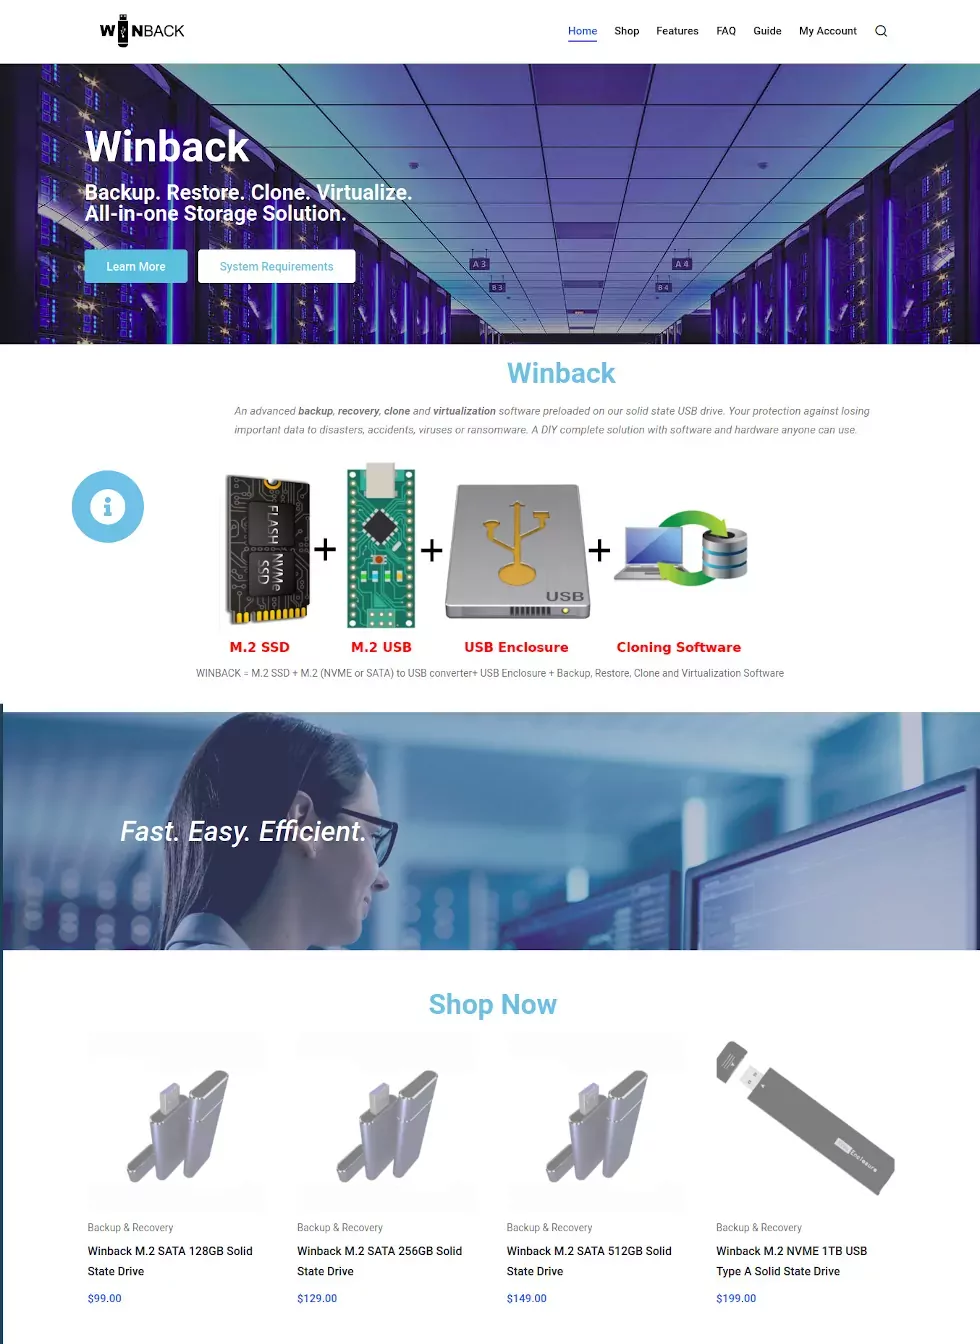 WINBACK
Home Shop Features FAQ Guide My Account
Winback
Backup. Restore. Clone. Virtualize.
All-in-one Storage Solution.
Learn More System Requirements
A 3 A 4
B 3 B 4
Winback
An advanced backup, recovery, clone and virtualization software preloaded on our solid state USB drive. Your protection against losing
important data to disasters, accidents, viruses or ransomware. A DIY complete solution with software and hardware anyone can use.
FLASH NVMe SSD
USB
M.2 SSD M.2 USB USB Enclosure Cloning Software
+ + +
WINBACK = M.2 SSD + M.2 (NVME or SATA) to USB converter+ USB Enclosure + Backup, Restore, Clone and Virtualization Software
Fast. Easy. Efficient.
Shop Now
Enclosure
Backup & Recovery Backup & Recovery Backup & Recovery Backup & Recovery
Winback M.2 SATA 128GB Solid Winback M.2 SATA 256GB Solid Winback M.2 SATA 512GB Solid Winback M.2 NVME 1TB USB
State Drive State Drive State Drive Type A Solid State Drive
$99.00 $129.00 $149.00 $199.00